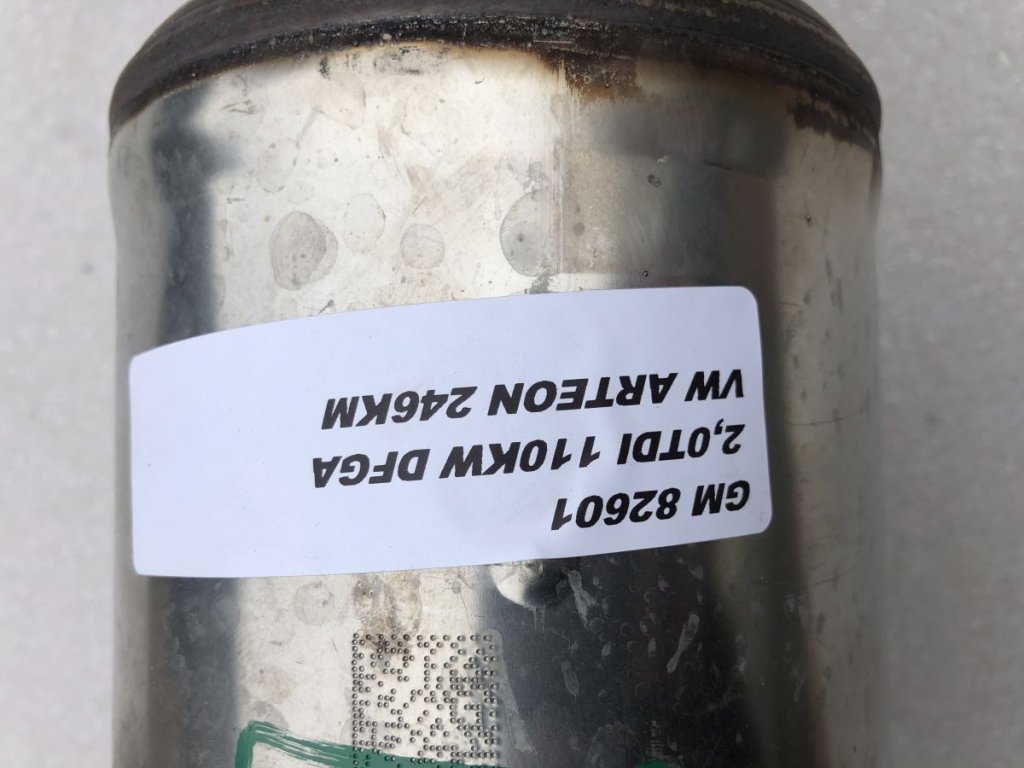 GM 82601
2,0TDI 110KW DFGA
VW ARTEON 246KM